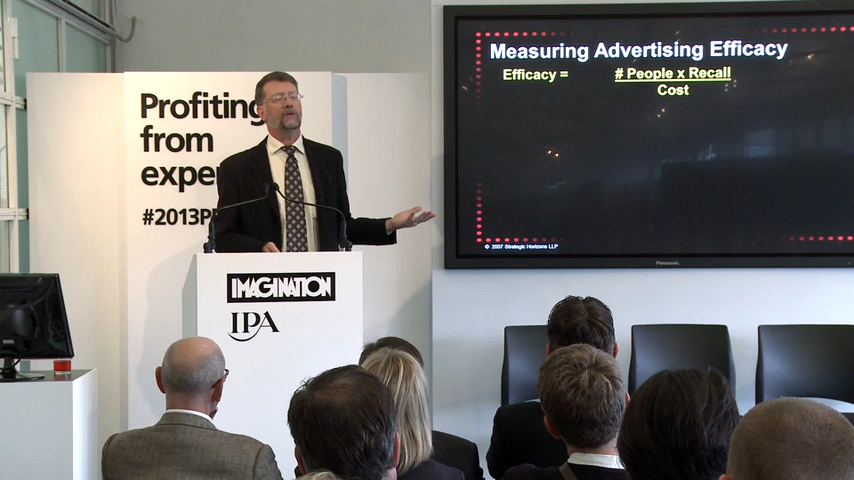 Profiting
from
exper
#2013P
IMAGINATION
IPA
Measuring Advertising Efficacy
Efficacy = # People x Recall
Cost
© 2007 Strategic Horizons LLP
Panasonic